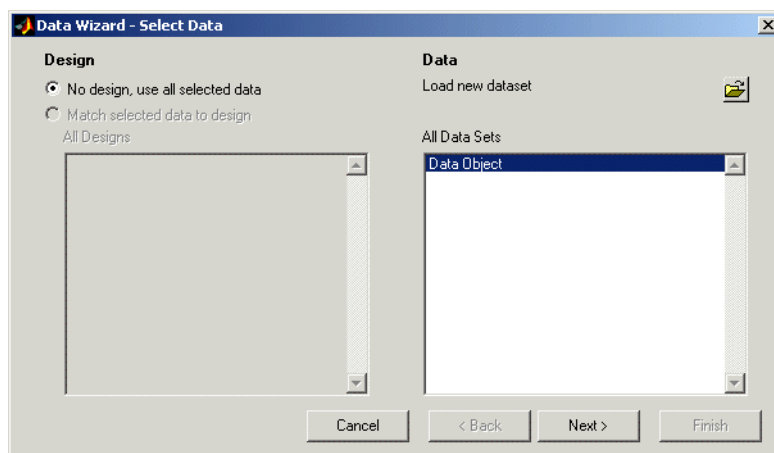 Data Wizard - Select Data
Design
No design, use all selected data
Match selected data to design
All Designs
Data
Load new dataset
All Data Sets
Data Object
Cancel
< Back
Next >
Finish